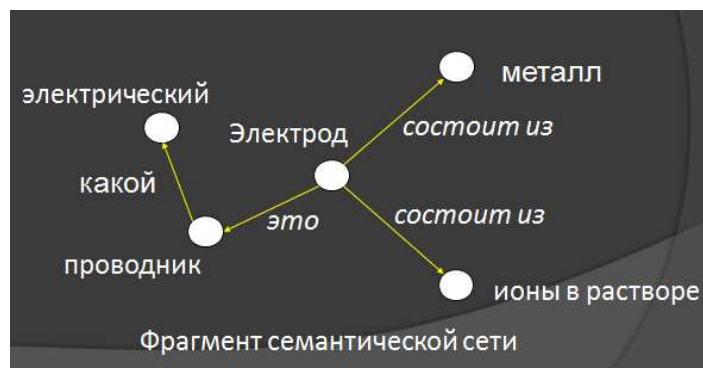 металл
электрический
Электрод
состоит из
какой
это
состоит из
проводник
ионы в растворе
Фрагмент семантической сети